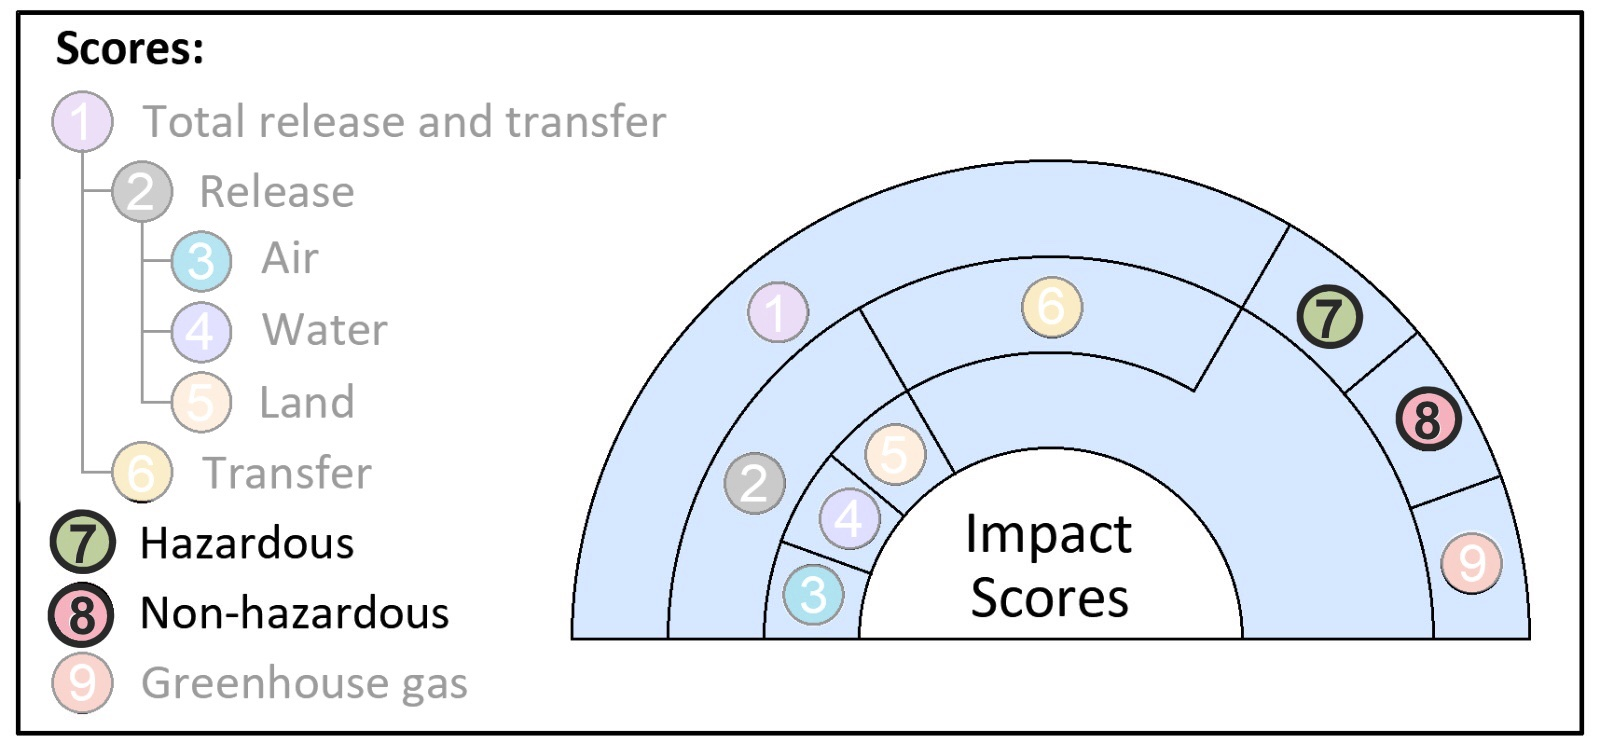 Scores:
1 Total release and transfer
2 Release
3 Air
4 Water
5 Land
6 Transfer
7 Hazardous
8 Non-hazardous
9 Greenhouse gas
1
6
7
8
2
5
4
3
9
Impact
Scores